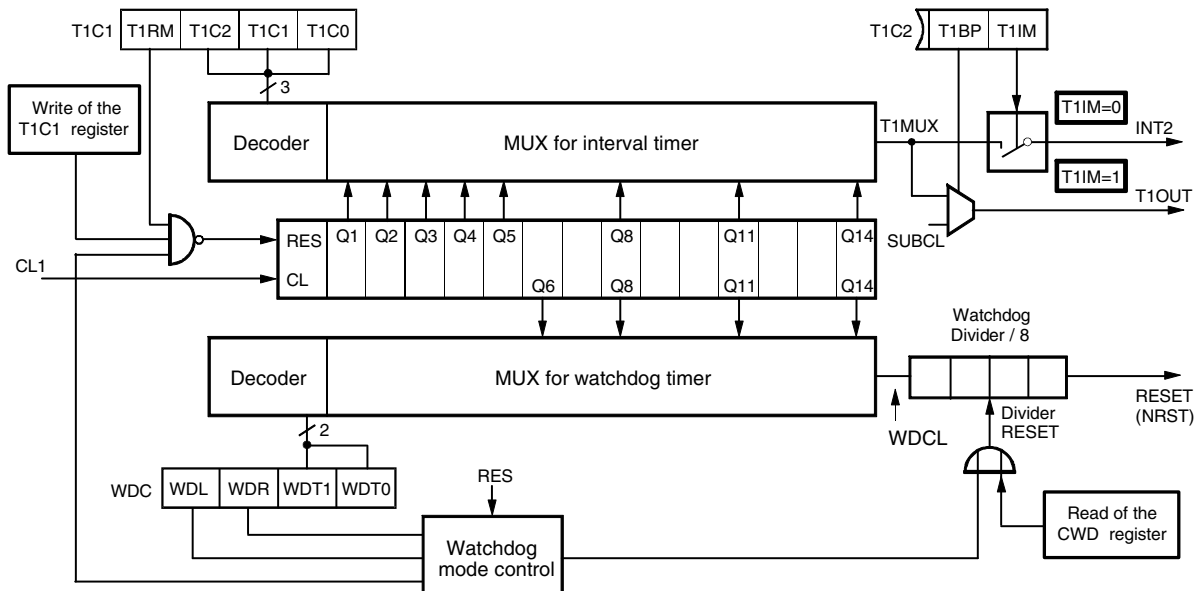 T1C1 T1RM T1C2 T1C1 T1C0
T1C2 T1BP T1IM
3
Write of the
T1C1 register
Decoder
MUX for interval timer
T1MUX
T1IM=0
INT2
T1IM=1
T1OUT
SUBCL
RES
Q1 Q2 Q3 Q4 Q5 Q8 Q11 Q14
CL1
CL
Q6 Q8 Q11 Q14
Watchdog
Divider / 8
Decoder
MUX for watchdog timer
RESET
(NRST)
Divider
RESET
WDCL
2
WDC WDL WDR WDT1 WDT0
RES
Read of the
CWD register
Watchdog
mode control